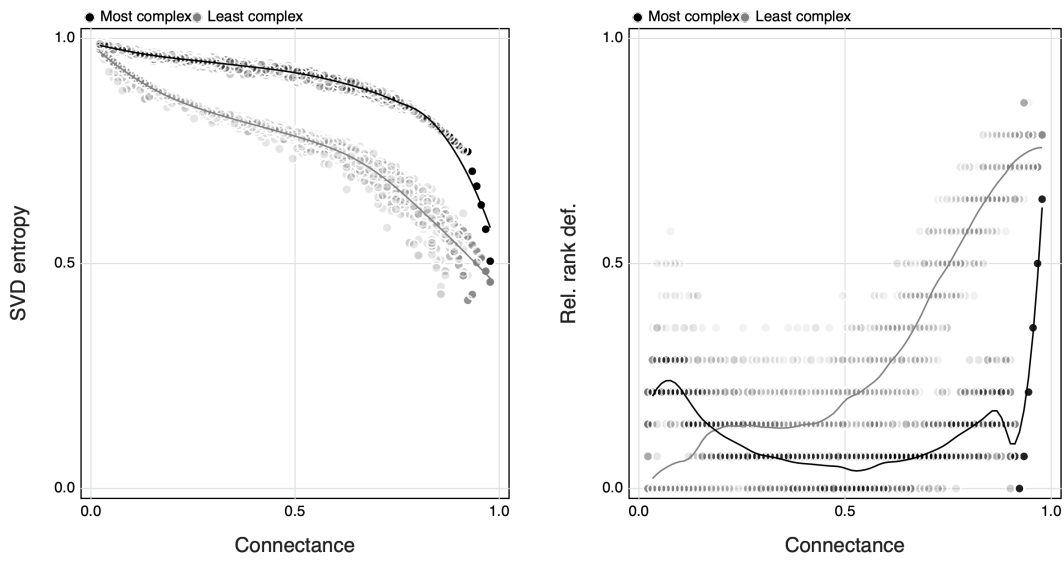 Most complex Least complex
1.0
0.5
0.0
SVD entropy
0.0 0.5 1.0
Connectance
Most complex Least complex
1.0
0.5
0.0
Rel. rank def.
0.0 0.5 1.0
Connectance